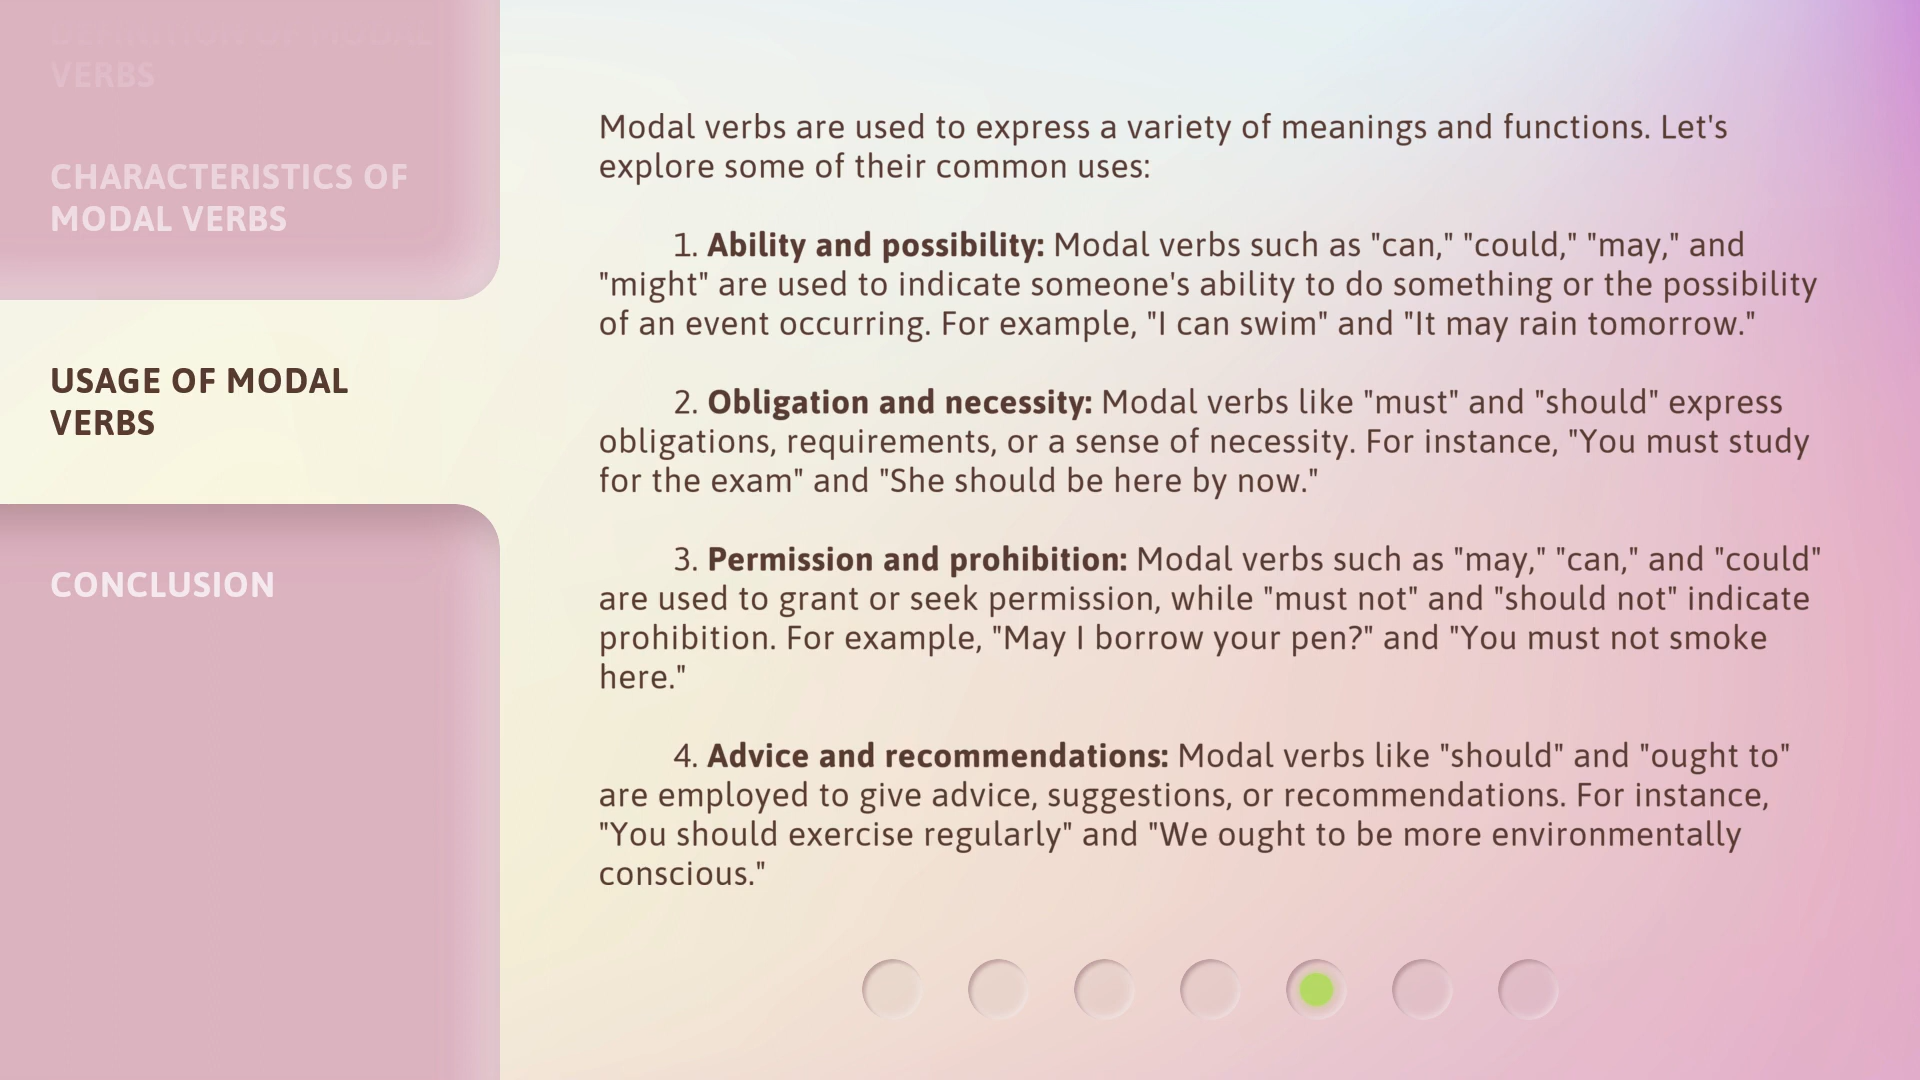 DEFINITION OF MODAL
VERBS
CHARACTERISTICS OF
MODAL VERBS
USAGE OF MODAL
VERBS
CONCLUSION
Modal verbs are used to express a variety of meanings and functions. Let's
explore some of their common uses:
1. Ability and possibility: Modal verbs such as "can," "could," "may," and
"might" are used to indicate someone's ability to do something or the possibility
of an event occurring. For example, "I can swim" and "It may rain tomorrow."
2. Obligation and necessity: Modal verbs like "must" and "should" express
obligations, requirements, or a sense of necessity. For instance, "You must study
for the exam" and "She should be here by now."
3. Permission and prohibition: Modal verbs such as "may," "can," and "could"
are used to grant or seek permission, while "must not" and "should not" indicate
prohibition. For example, "May I borrow your pen?" and "You must not smoke
here."
4. Advice and recommendations: Modal verbs like "should" and "ought to"
are employed to give advice, suggestions, or recommendations. For instance,
"You should exercise regularly" and "We ought to be more environmentally
conscious."